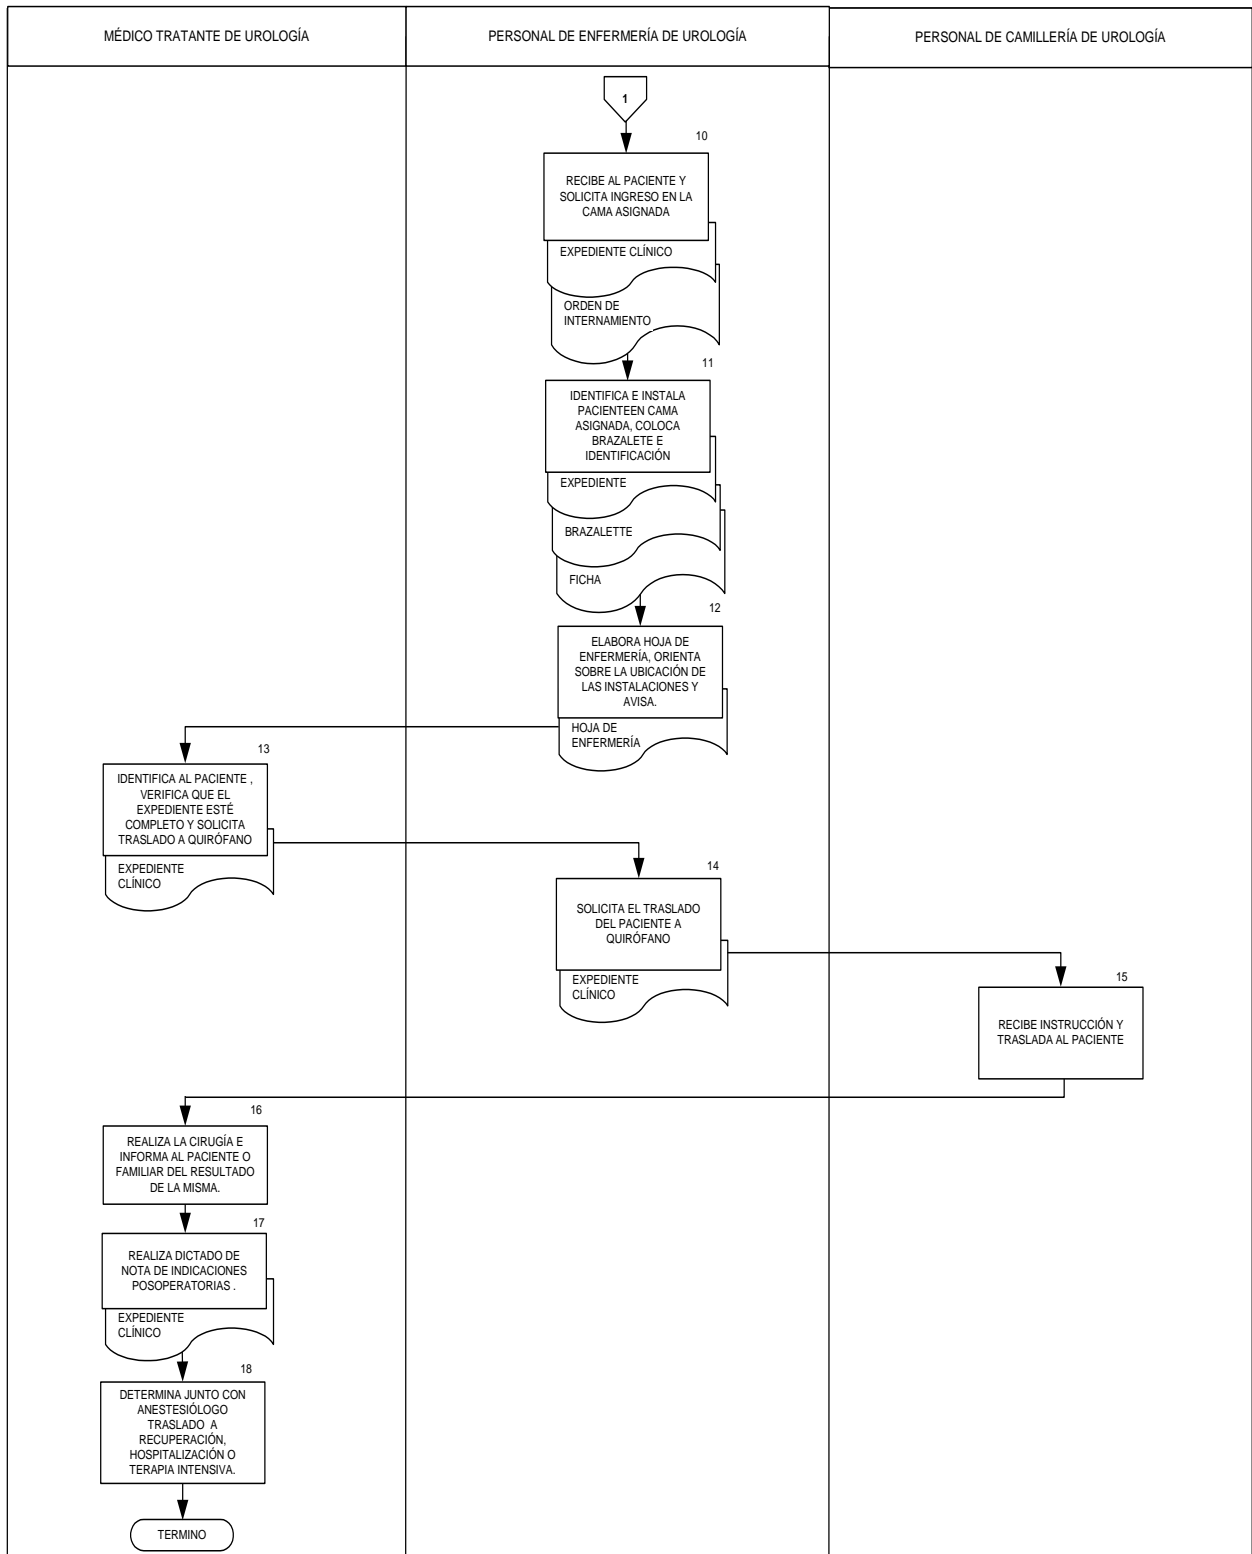 MÉDICO TRATANTE DE UROLOGÍA
PERSONAL DE ENFERMERÍA DE UROLOGÍA
PERSONAL DE CAMILLERÍA DE UROLOGÍA
1
10
RECIBE AL PACIENTE Y
SOLICITA INGRESO EN LA
CAMA ASIGNADA
EXPEDIENTE CLÍNICO
ORDEN DE
INTERNAMIENTO
11
IDENTIFICA E INSTALA
PACIENTEEN CAMA
ASIGNADA, COLOCA
BRAZALETE E
IDENTIFICACIÓN
EXPEDIENTE
BRAZALETTE
FICHA
12
ELABORA HOJA DE
ENFERMERÍA, ORIENTA
SOBRE LA UBICACIÓN DE
LAS INSTALACIONES Y
AVISA.
HOJA DE
ENFERMERÍA
13
IDENTIFICA AL PACIENTE ,
VERIFICA QUE EL
EXPEDIENTE ESTÉ
COMPLETO Y SOLICITA
TRASLADO A QUIRÓFANO
EXPEDIENTE
CLÍNICO
14
SOLICITA EL TRASLADO
DEL PACIENTE A
QUIRÓFANO
EXPEDIENTE
CLÍNICO
15
RECIBE INSTRUCCIÓN Y
TRASLADA AL PACIENTE
16
REALIZA LA CIRUGÍA E
INFORMA AL PACIENTE O
FAMILIAR DEL RESULTADO
DE LA MISMA.
17
REALIZA DICTADO DE
NOTA DE INDICACIONES
POSOPERATORIAS .
EXPEDIENTE
CLÍNICO
18
DETERMINA JUNTO CON
ANESTESIÓLOGO
TRASLADO A
RECUPERACIÓN,
HOSPITALIZACIÓN O
TERAPIA INTENSIVA.
TERMINO